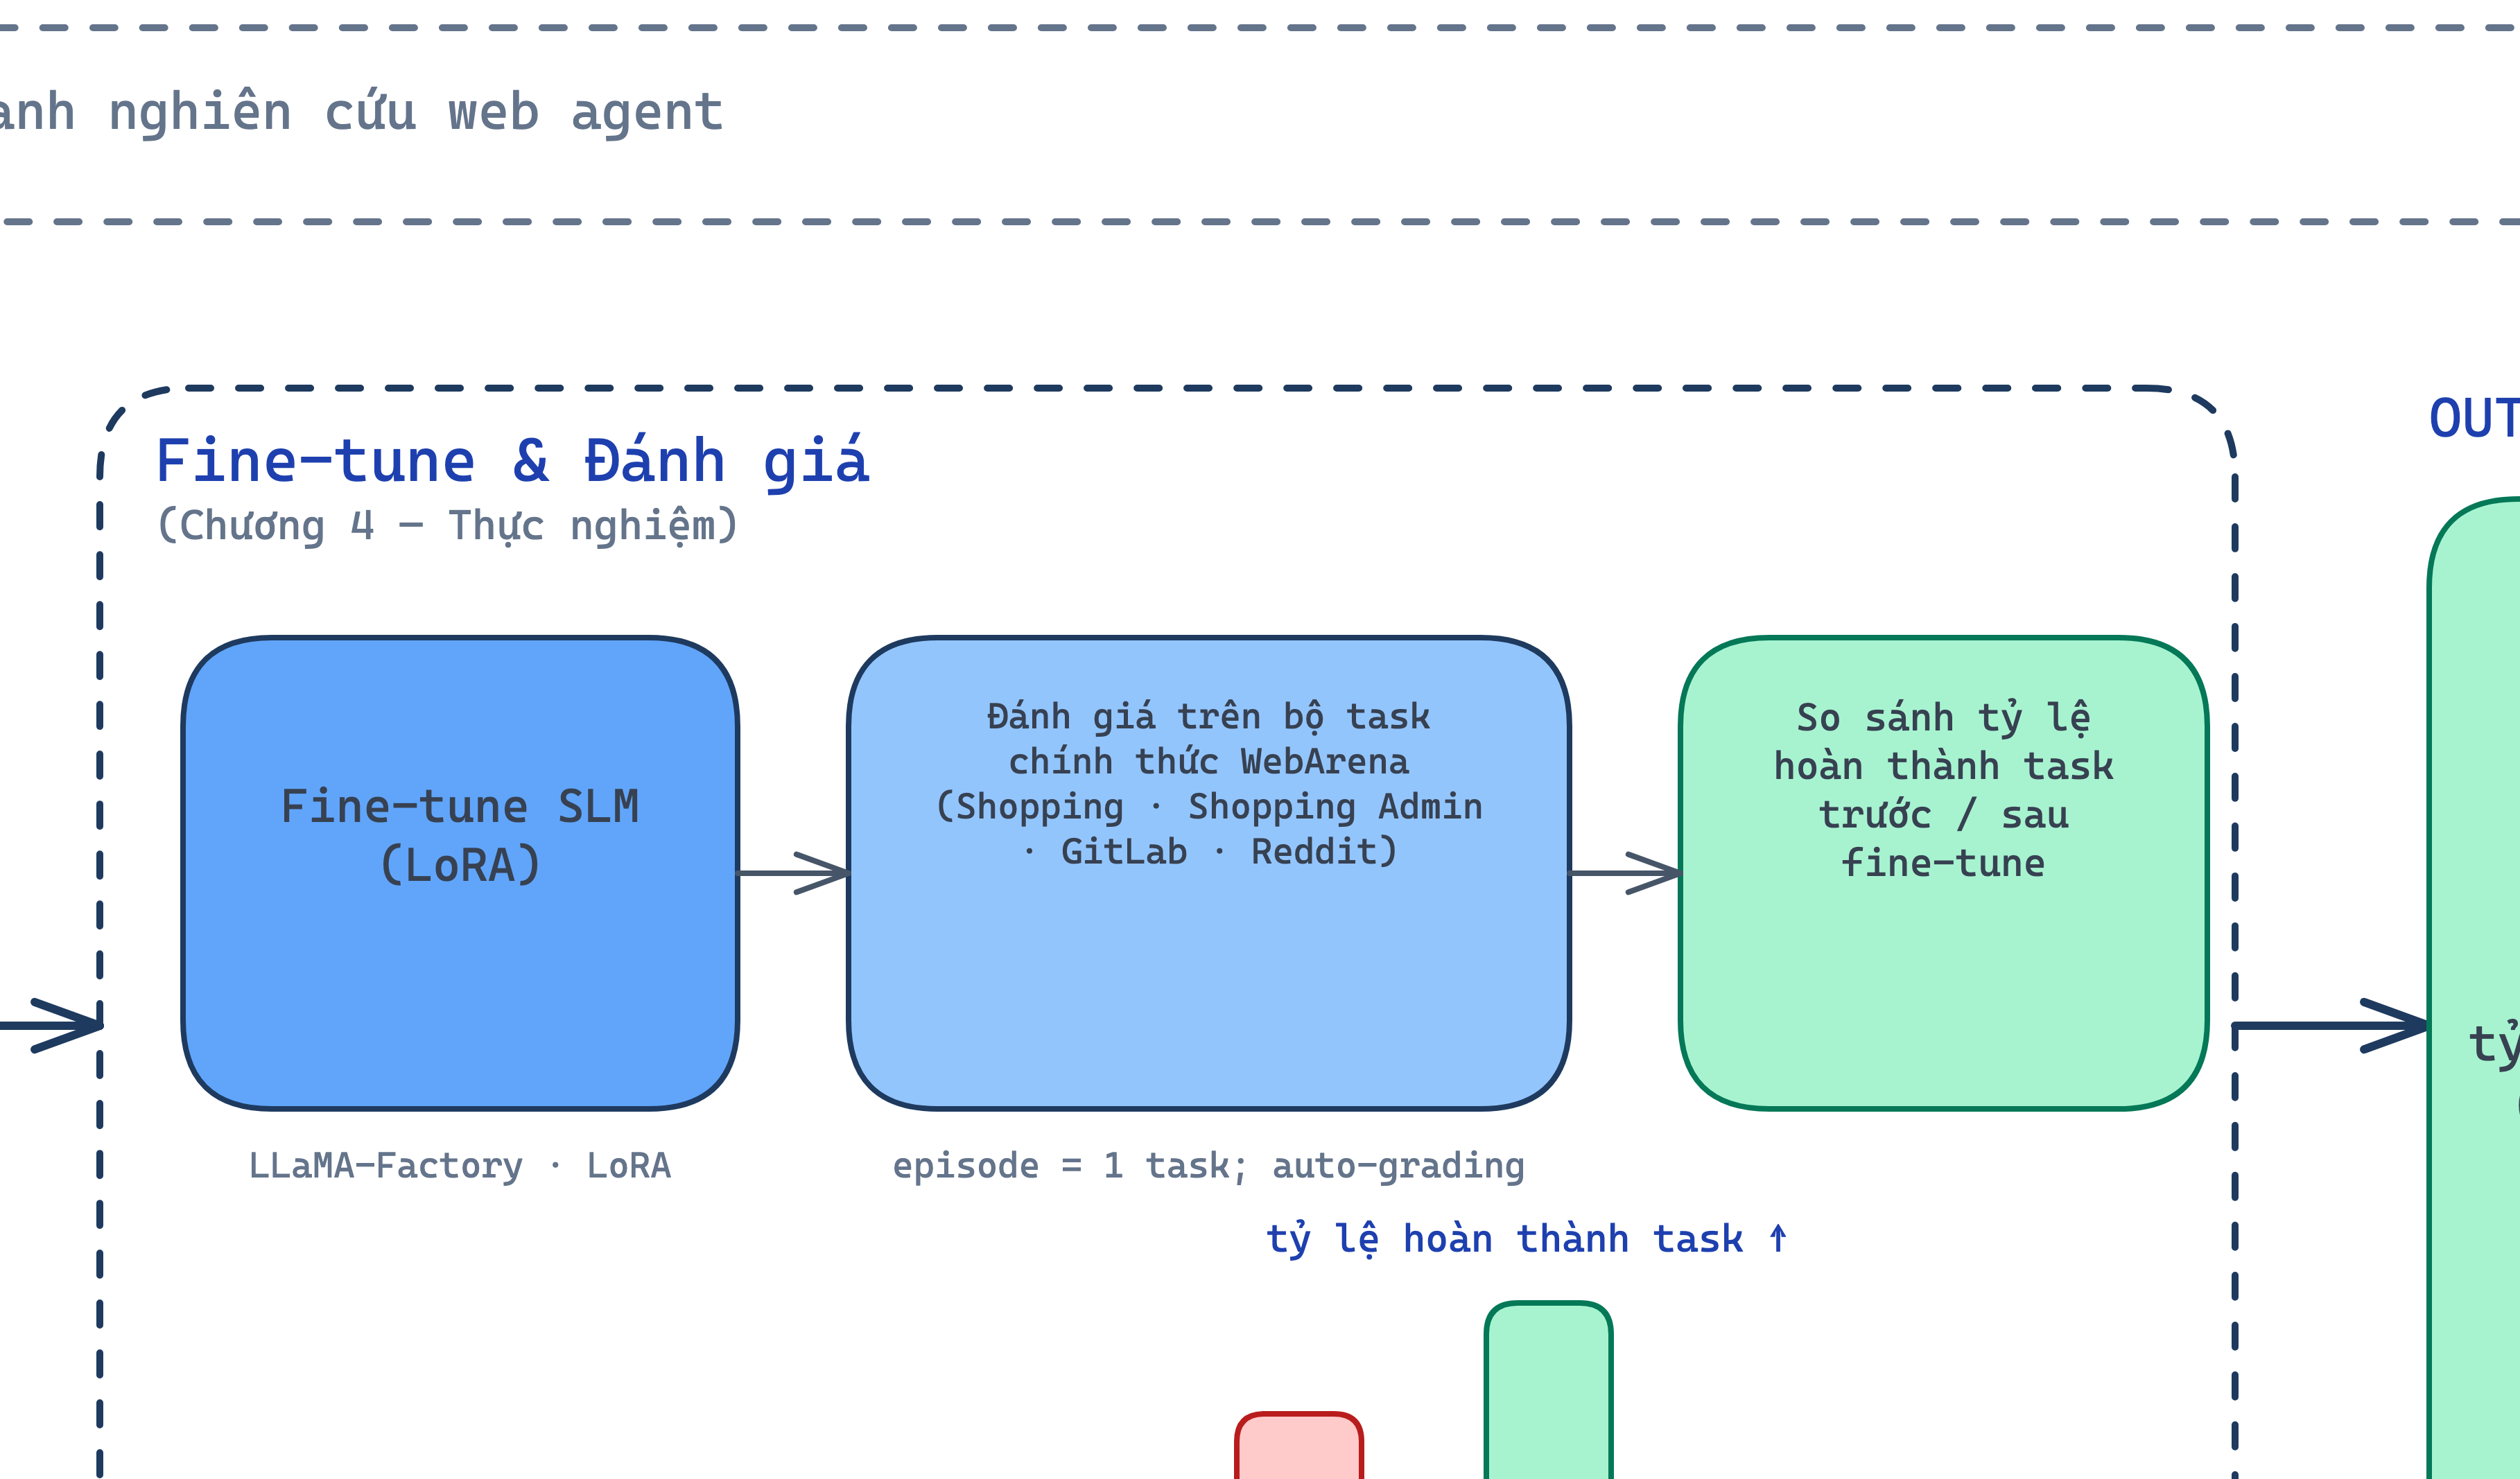 nghiên cứu web agent
Fine-tune & Đánh giá
(Chương 4 — Thực nghiệm)
OUT
Fine-tune SLM
(LoRA)
Đánh giá trên bộ task
chính thức WebArena
(Shopping · Shopping Admin
· GitLab · Reddit)
So sánh tỷ lệ
hoàn thành task
trước / sau
fine-tune
tỷ
LLaMA-Factory · LoRA
episode = 1 task; auto-grading
tỷ lệ hoàn thành task ↑